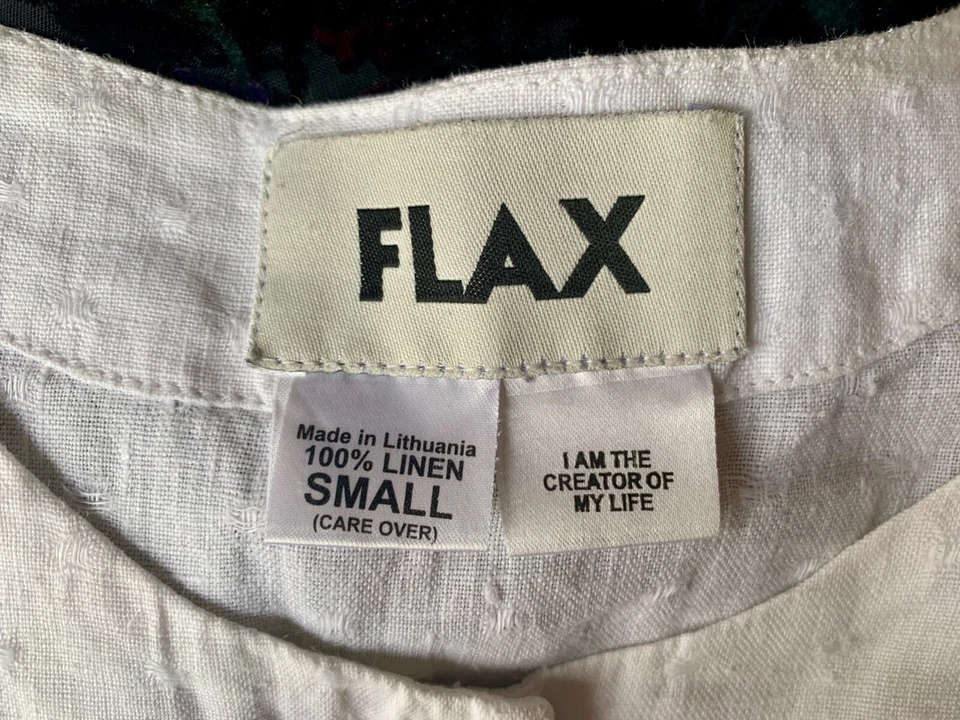 FLAX
Made in Lithuania
100% LINEN
SMALL
(CARE OVER)
I AM THE
CREATOR OF
MY LIFE